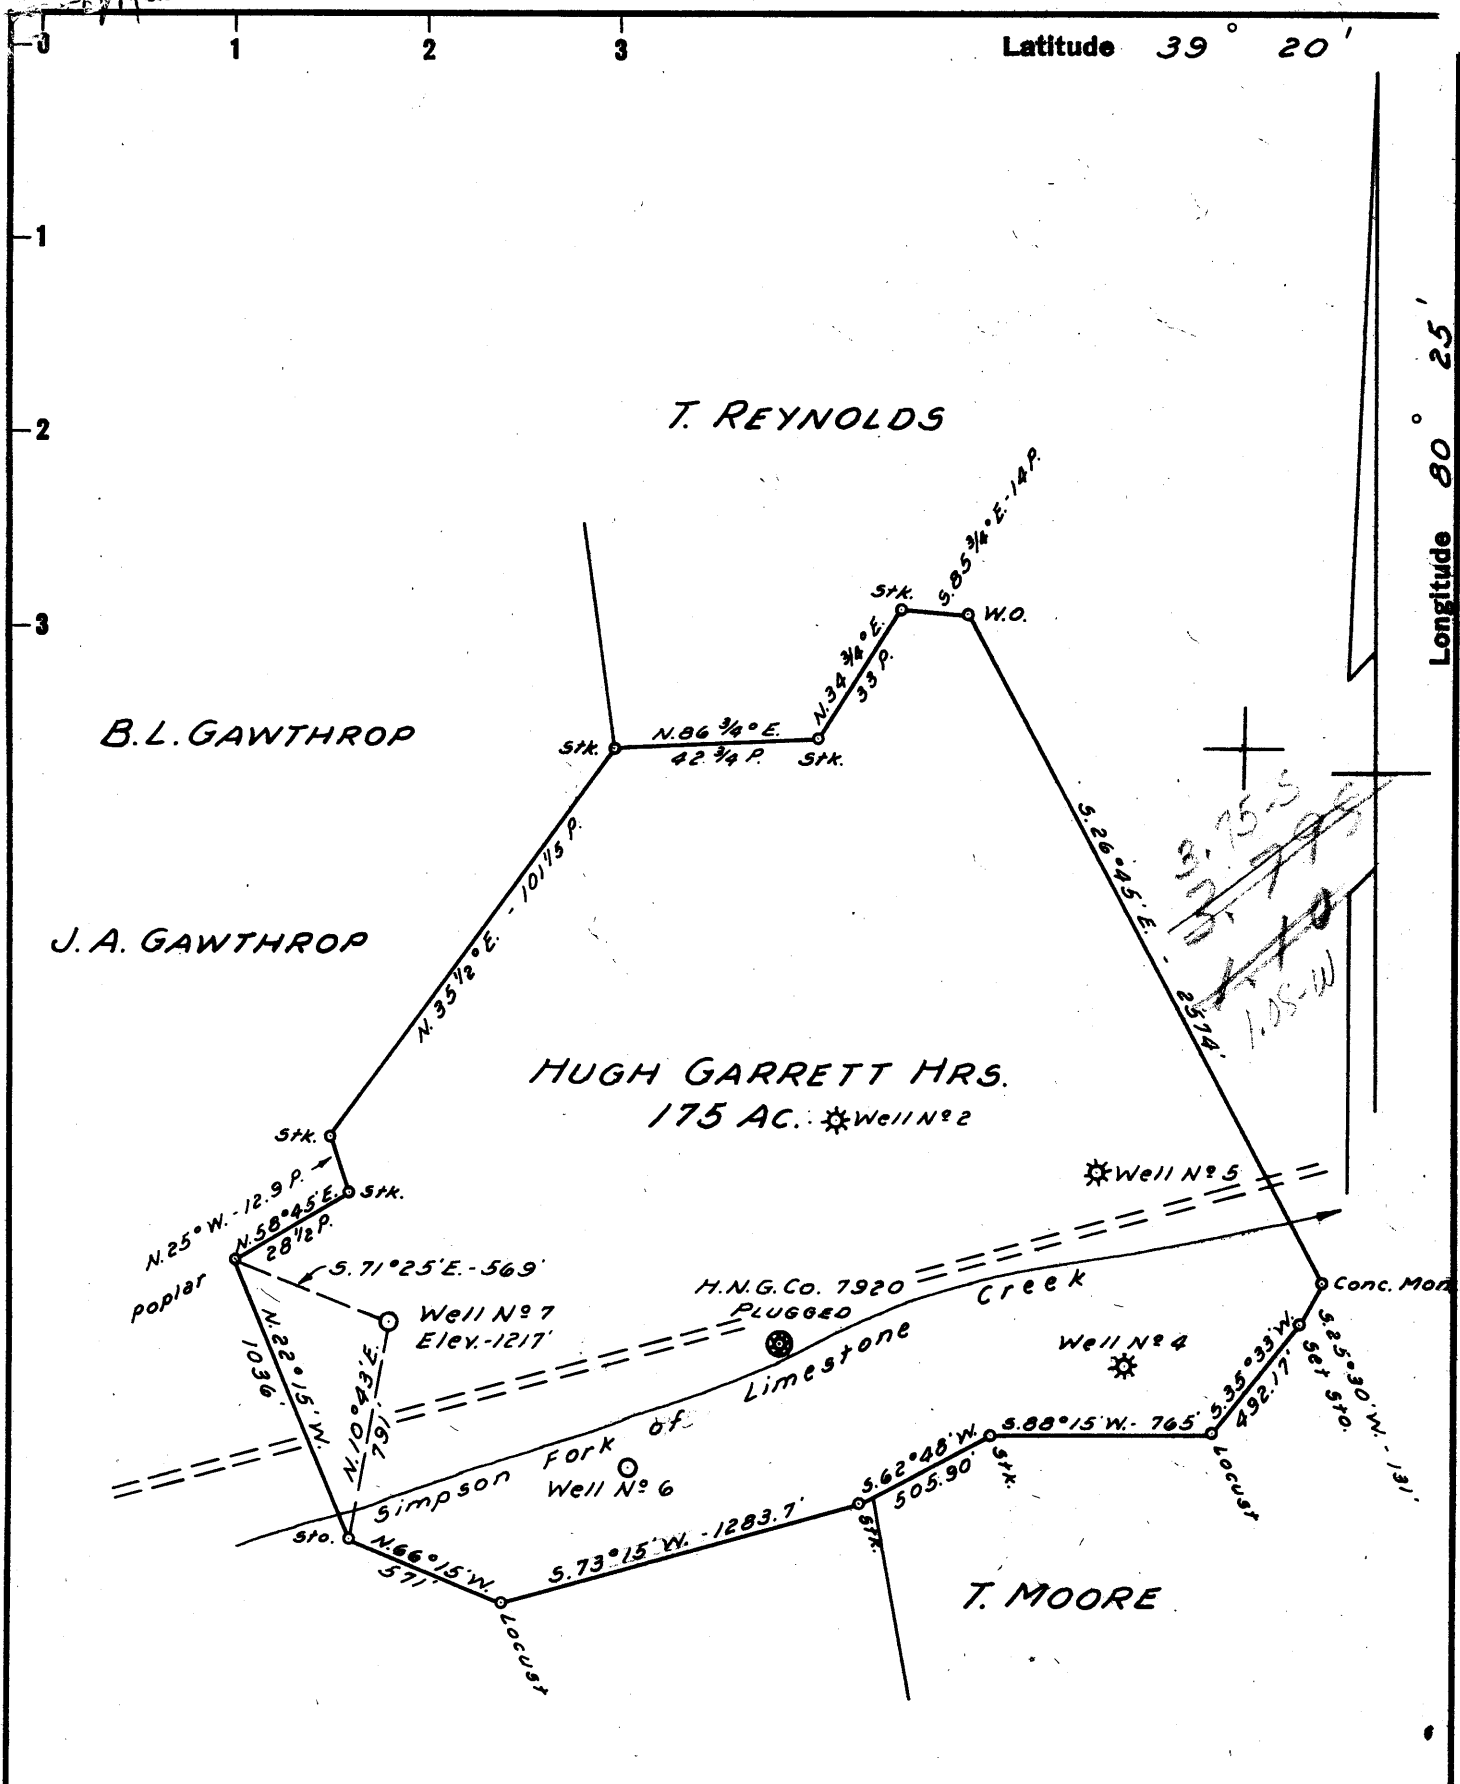 0 1 2 3 Latitude 39° 20'
1
2
3
Longitude 80° 25'
T. REYNOLDS
S.85 3/4° E. - 14 P.
Stk.
W.O.
N.34 3/4° E.
33 P.
B.L. GAWTHROP
Stk.
N.86 3/4° E.
42 3/4 P.
Stk.
S.26°45' E. - 2574'
3.75-S
1.05-W
J.A. GAWTHROP
N.35 1/2° E. - 101 1/5 P.
HUGH GARRETT HRS.
175 AC.
Well Nº 2
Stk.
Well Nº 5
N.25° W. - 12.9 P.
Stk.
N.58°45' E.
28 1/2 P.
poplar
S.71°25' E. - 569'
Well Nº 7
Elev. - 1217'
H.N.G.Co. 7920
PLUGGED
Simpson Fork of Limestone Creek
Conc. Mon
Well Nº 4
S.25°30' W. - 131'
Set Sto.
S.35°33' W.
492.17'
N.22°15' W.
1036'
N.10°43' E.
791'
S.88°15' W. - 765'
Locust
Stk.
S.62°48' W.
505.90'
Well Nº 6
Stk.
Sto.
N.66°15' W.
571'
S.73°15' W. - 1283.7'
Locust
T. MOORE